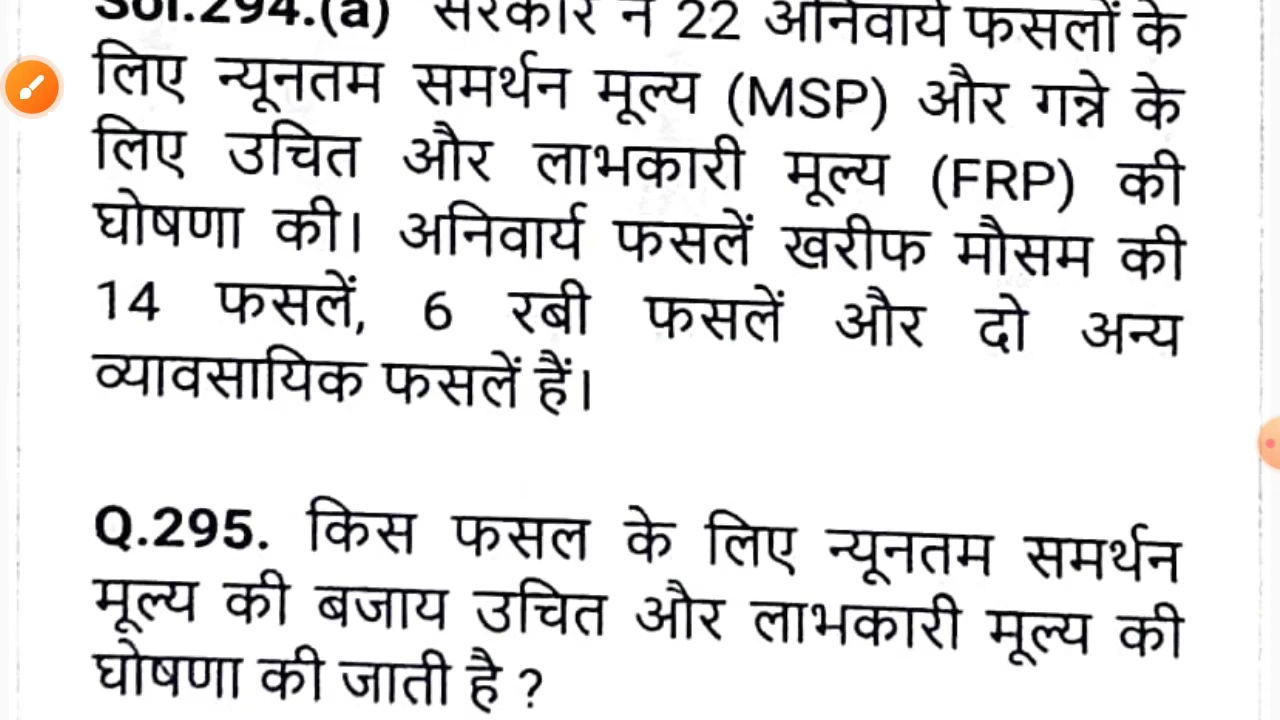 Sol.294.(a) सरकार ने 22 अनिवार्य फसलों के
लिए न्यूनतम समर्थन मूल्य (MSP) और गन्ने के
लिए उचित और लाभकारी मूल्य (FRP) की
घोषणा की। अनिवार्य फसलें खरीफ मौसम की
14 फसलें, 6 रबी फसलें और दो अन्य
व्यावसायिक फसलें हैं।
Q.295. किस फसल के लिए न्यूनतम समर्थन
मूल्य की बजाय उचित और लाभकारी मूल्य की
घोषणा की जाती है ?